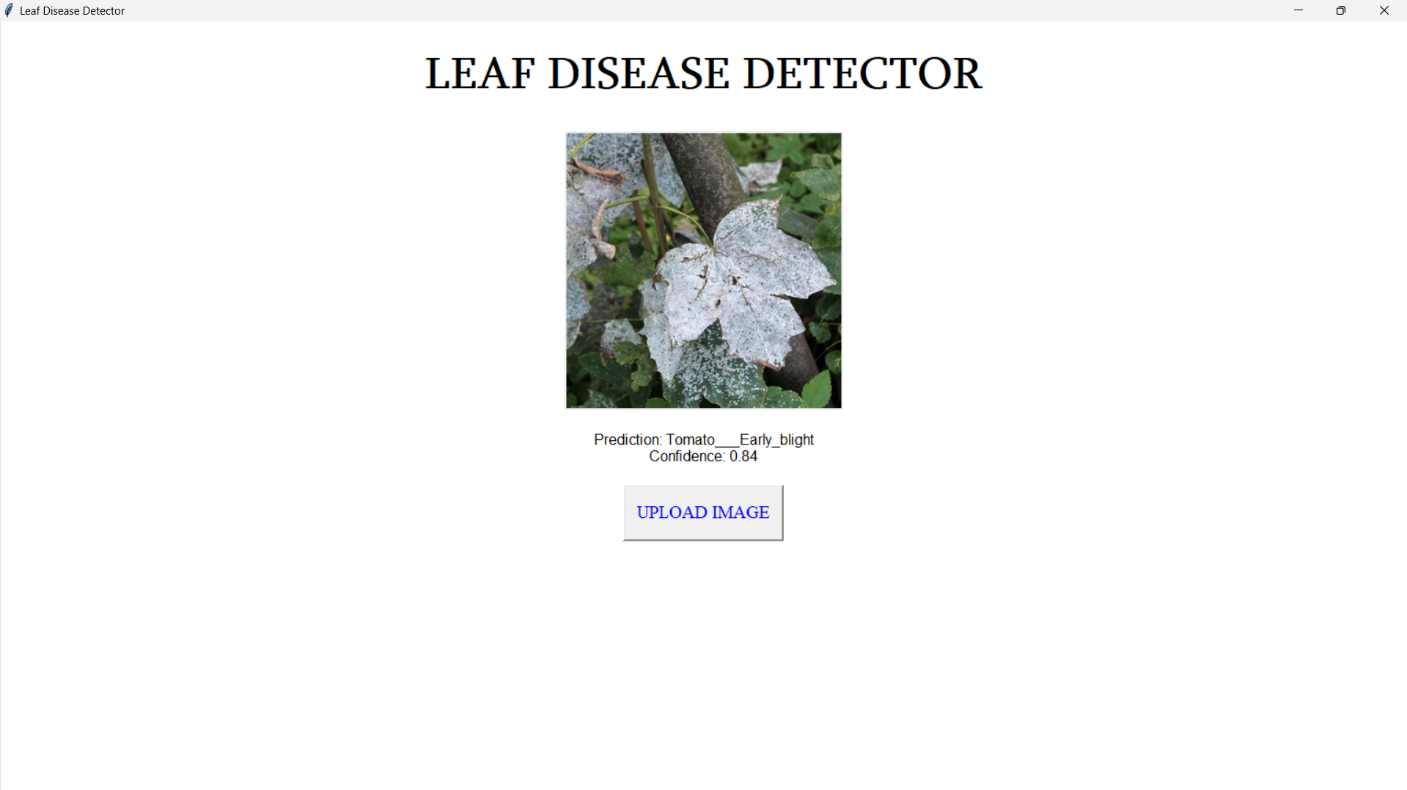 Leaf Disease Detector
LEAF DISEASE DETECTOR
Prediction: Tomato___Early_blight
Confidence: 0.84
UPLOAD IMAGE